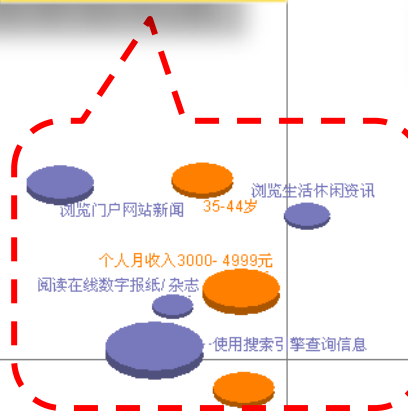 浏览生活休闲资讯
浏览门户网站新闻
35-44岁
个人月收入3000- 4999元
阅读在线数字报纸/ 杂志
使用搜索引擎查询信息